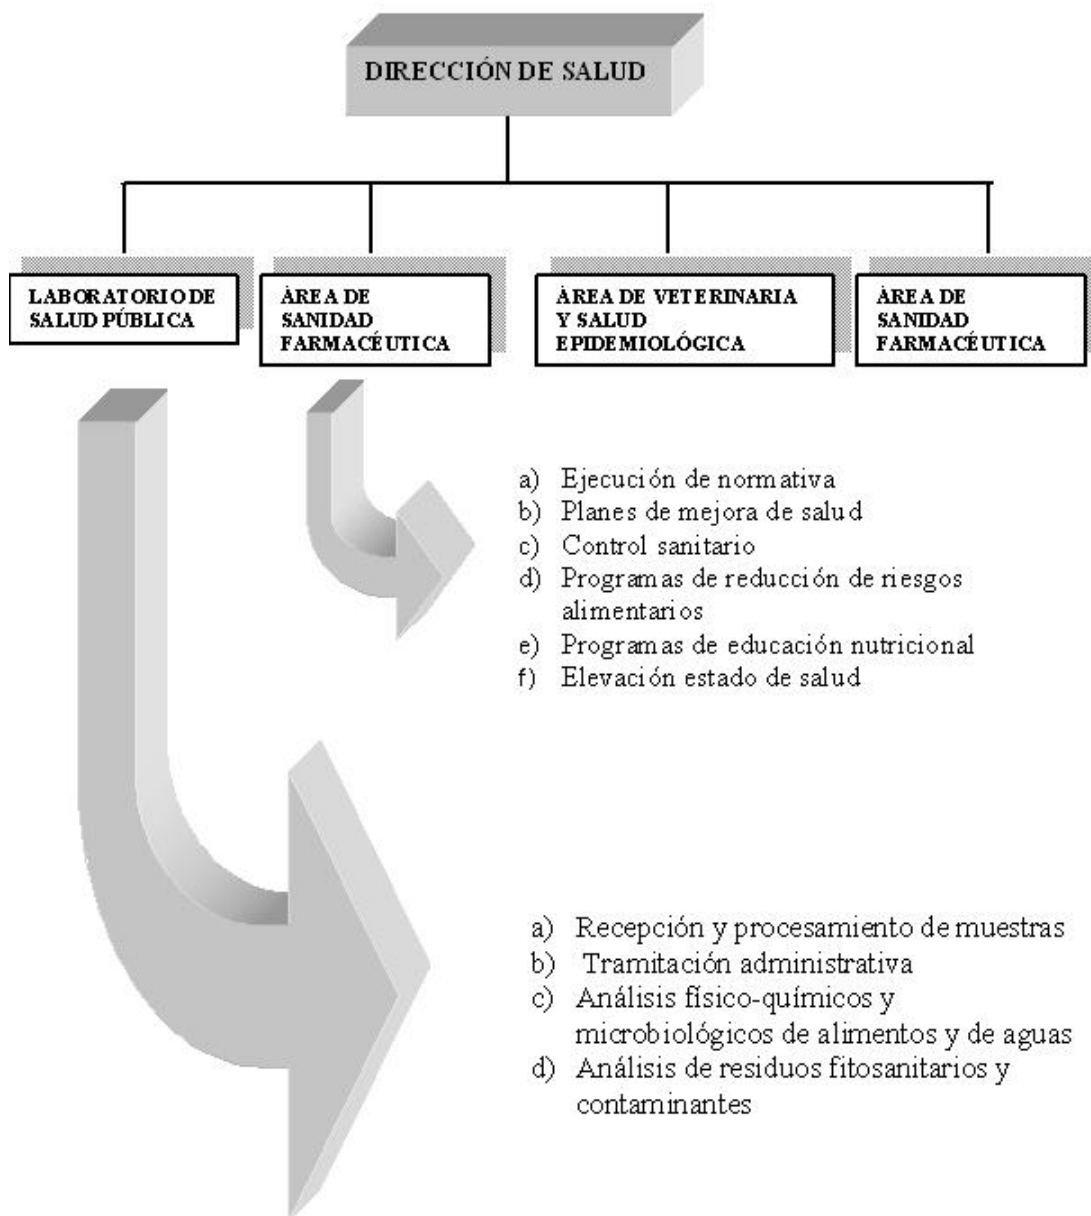 DIRECCIÓN DE SALUD
LABORATORIO DE
SALUD PÚBLICA
ÀREA DE
SANIDAD
FARMACÉUTICA
ÀREA DE VETERINARIA
Y SALUD
EPIDEMIOLÓGICA
ÀREA DE
SANIDAD
FARMACÉUTICA
a) Ejecución de normativa
b) Planes de mejora de salud
c) Control sanitario
d) Programas de reducción de riesgos
alimentarios
e) Programas de educación nutricional
f) Elevación estado de salud
a) Recepción y procesamiento de muestras
b) Tramitación administrativa
c) Análisis físico-químicos y
microbiológicos de alimentos y de aguas
d) Análisis de residuos fitosanitarios y
contaminantes